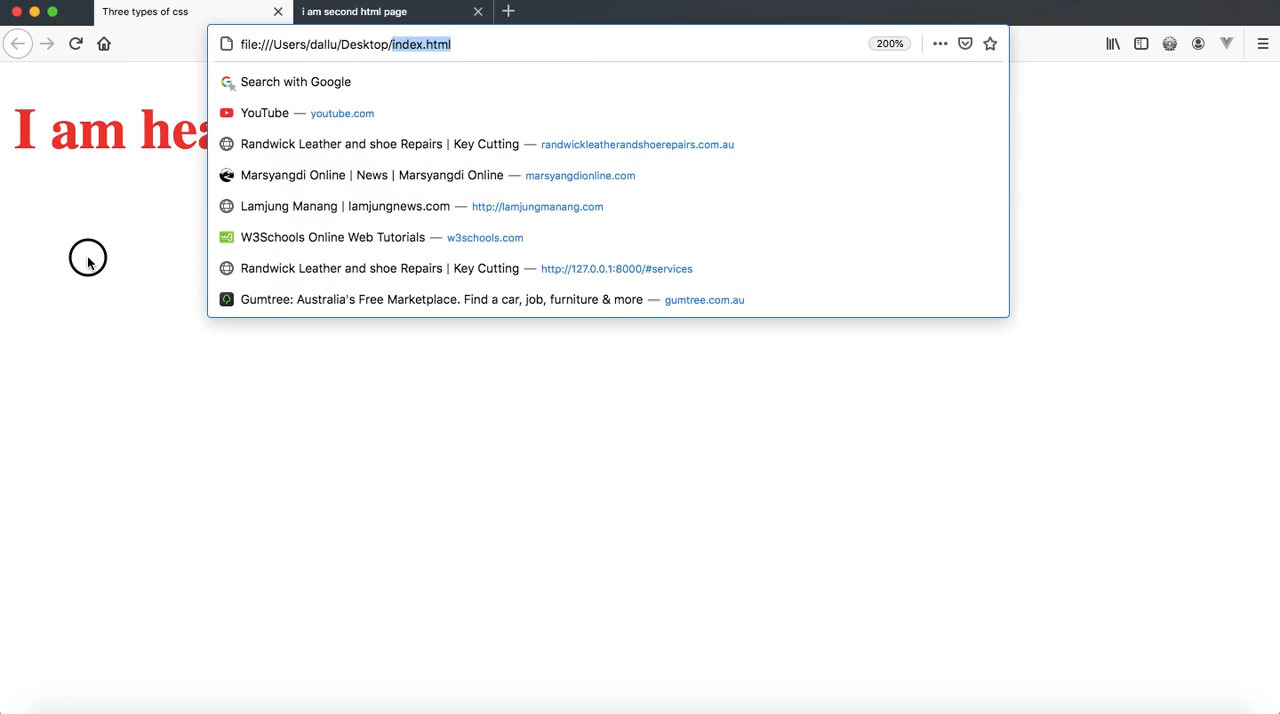 Three types of css
i am second html page
file:///Users/dallu/Desktop/index.html
200%
Search with Google
YouTube — youtube.com
Randwick Leather and shoe Repairs | Key Cutting — randwickleatherandshoerepairs.com.au
Marsyangdi Online | News | Marsyangdi Online — marsyangdionline.com
Lamjung Manang | lamjungnews.com — http://lamjungmanang.com
W3Schools Online Web Tutorials — w3schools.com
Randwick Leather and shoe Repairs | Key Cutting — http://127.0.0.1:8000/#services
Gumtree: Australia's Free Marketplace. Find a car, job, furniture & more — gumtree.com.au
I am hea